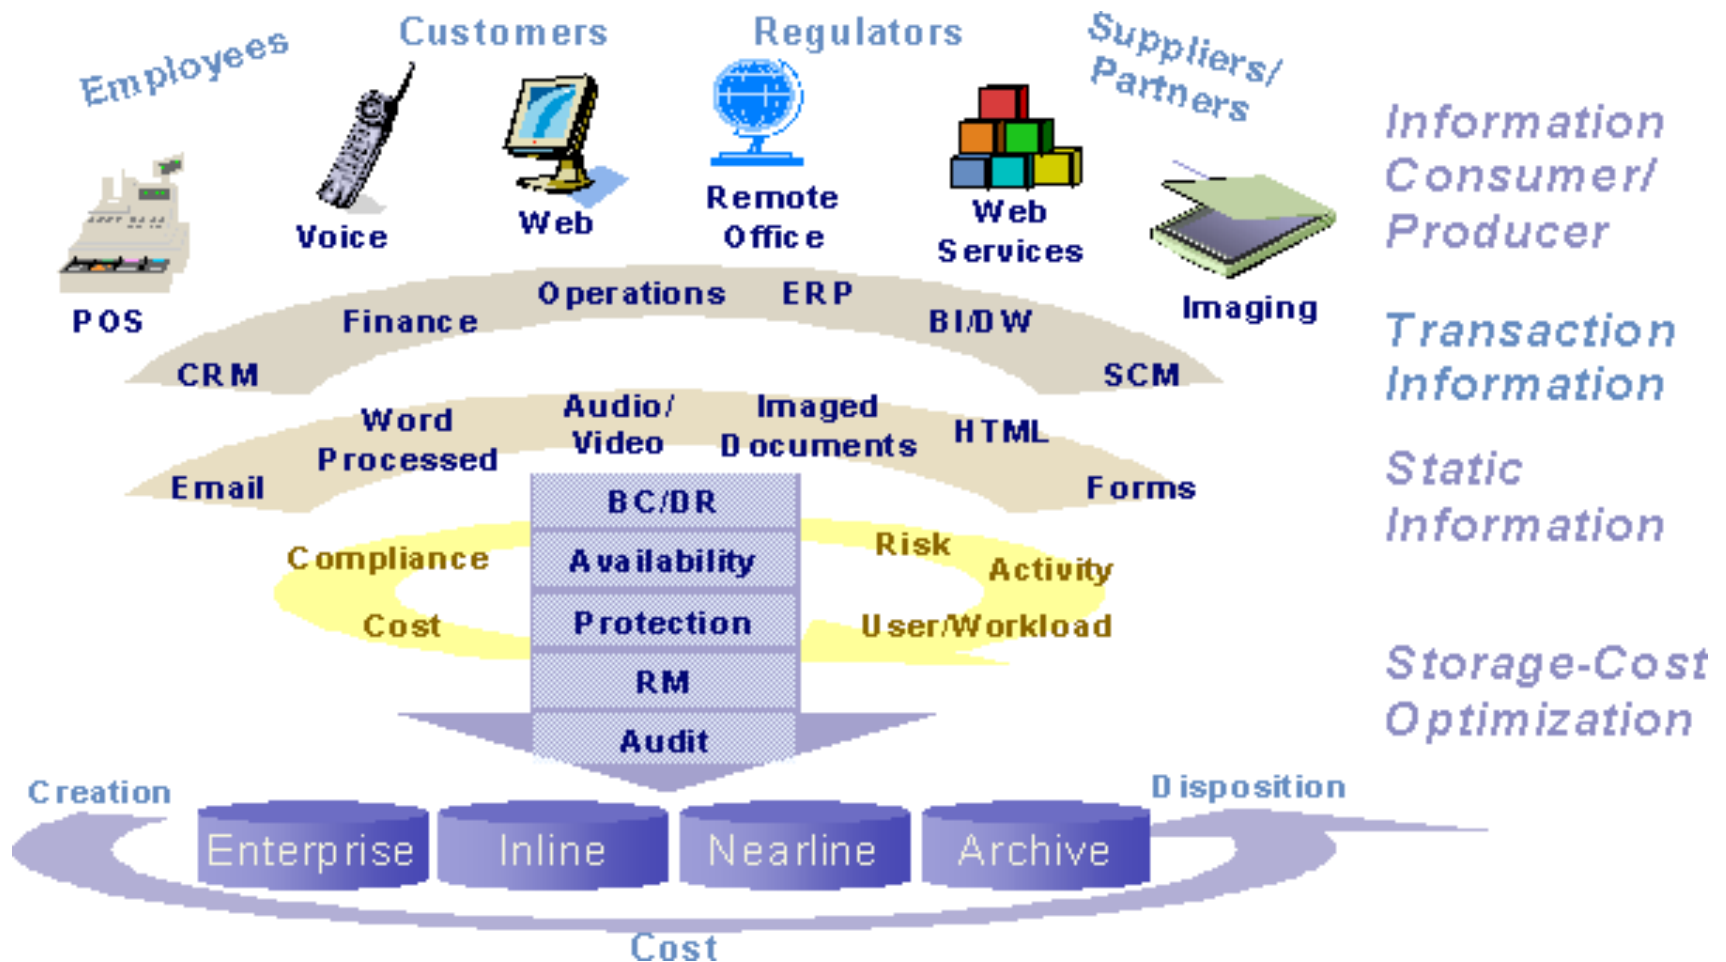 Employees
Customers
Regulators
Suppliers/
Partners
Information
Consumer/
Producer
POS
Voice
Web
Remote
Office
Web
Services
Imaging
CRM
Finance
Operations
ERP
BI/DW
SCM
Transaction
Information
Email
Word
Processed
Audio/
Video
Imaged
Documents
HTML
Forms
Static
Information
BC/DR
Availability
Protection
RM
Audit
Compliance
Cost
Risk
Activity
User/Workload
Storage-Cost
Optimization
Creation
Disposition
Enterprise
Inline
Nearline
Archive
Cost